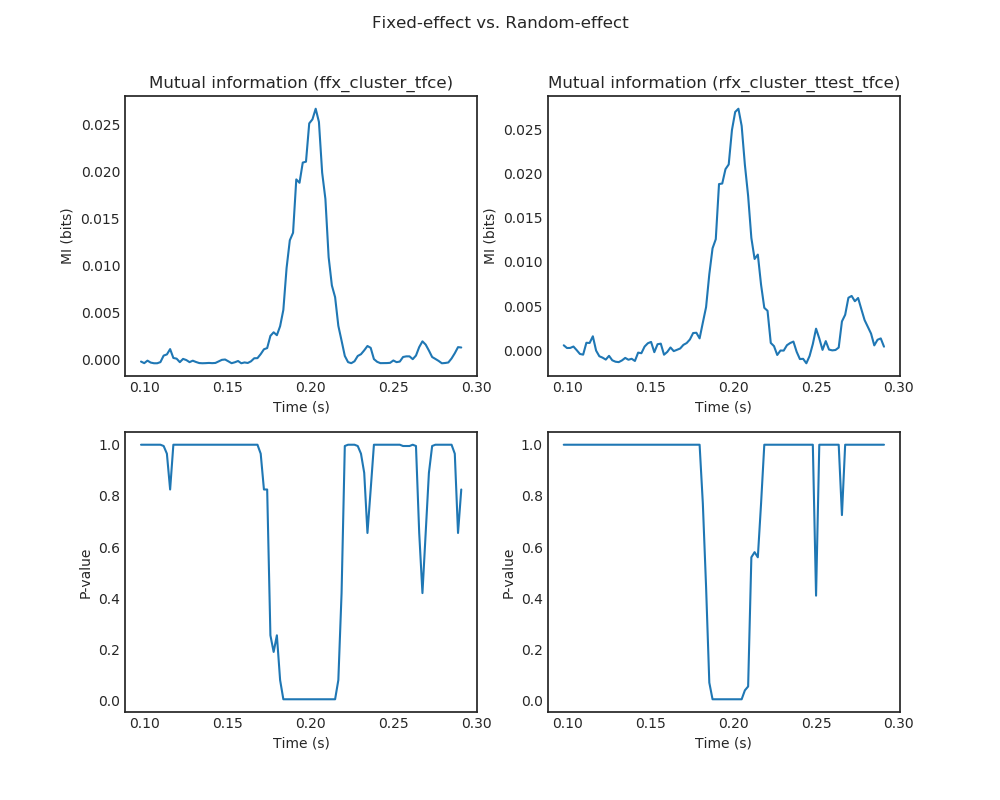 Fixed-effect vs. Random-effect
Mutual information (ffx_cluster_tfce)
MI (bits)
0.025
0.020
0.015
0.010
0.005
0.000
0.10 0.15 0.20 0.25 0.30
Time (s)
Mutual information (rfx_cluster_ttest_tfce)
MI (bits)
0.025
0.020
0.015
0.010
0.005
0.000
0.10 0.15 0.20 0.25 0.30
Time (s)
P-value
1.0
0.8
0.6
0.4
0.2
0.0
0.10 0.15 0.20 0.25 0.30
Time (s)
P-value
1.0
0.8
0.6
0.4
0.2
0.0
0.10 0.15 0.20 0.25 0.30
Time (s)